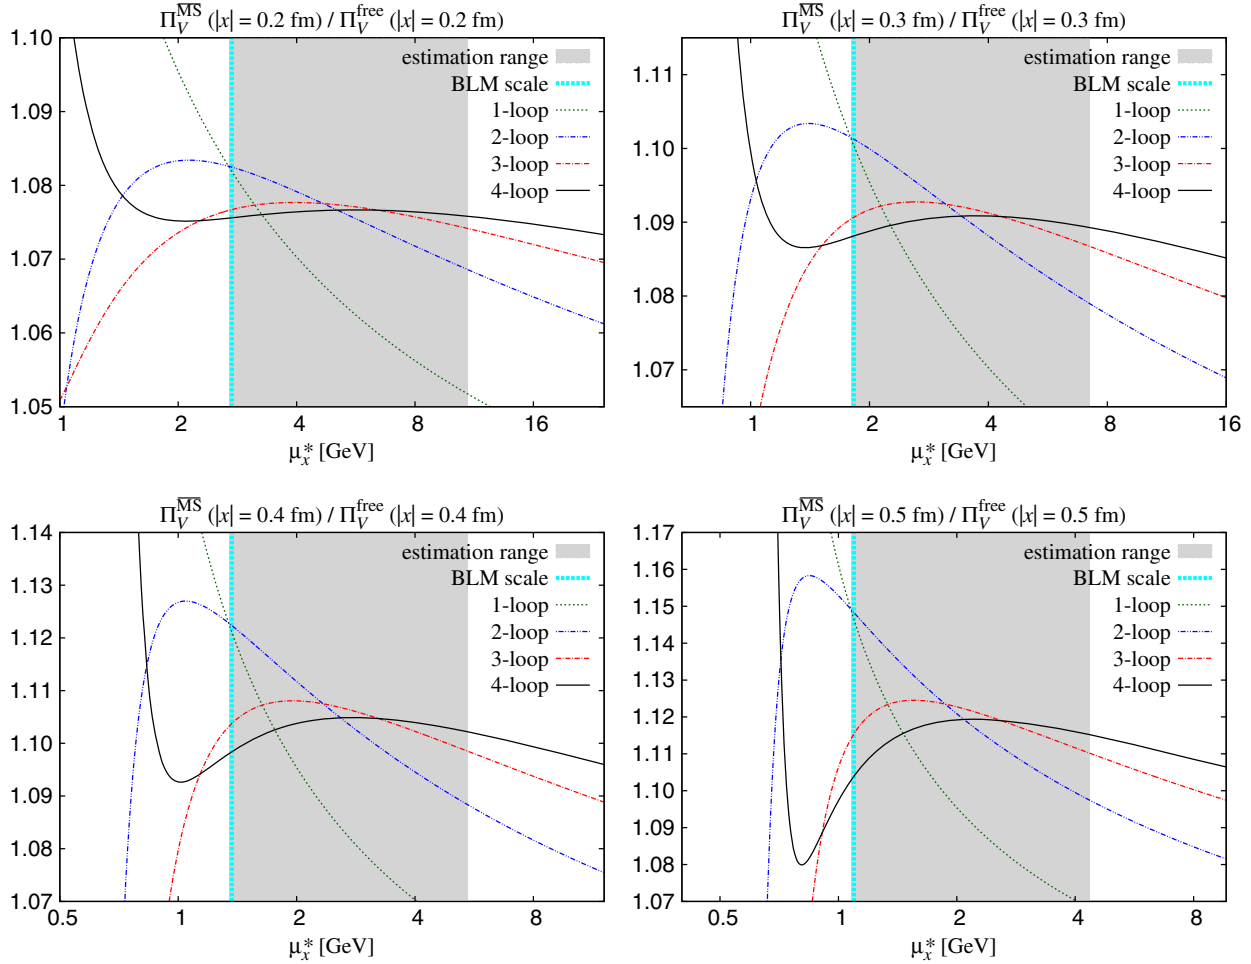 Π_V^MS̅ (|x| = 0.2 fm) / Π_V^free (|x| = 0.2 fm)
1.10
1.09
1.08
1.07
1.06
1.05
estimation range
BLM scale
1-loop
2-loop
3-loop
4-loop
1 2 4 8 16
μ_x^* [GeV]
Π_V^MS̅ (|x| = 0.3 fm) / Π_V^free (|x| = 0.3 fm)
1.11
1.10
1.09
1.08
1.07
estimation range
BLM scale
1-loop
2-loop
3-loop
4-loop
1 2 4 8 16
μ_x^* [GeV]
Π_V^MS̅ (|x| = 0.4 fm) / Π_V^free (|x| = 0.4 fm)
1.14
1.13
1.12
1.11
1.10
1.09
1.08
1.07
estimation range
BLM scale
1-loop
2-loop
3-loop
4-loop
0.5 1 2 4 8
μ_x^* [GeV]
Π_V^MS̅ (|x| = 0.5 fm) / Π_V^free (|x| = 0.5 fm)
1.17
1.16
1.15
1.14
1.13
1.12
1.11
1.10
1.09
1.08
1.07
estimation range
BLM scale
1-loop
2-loop
3-loop
4-loop
0.5 1 2 4 8
μ_x^* [GeV]